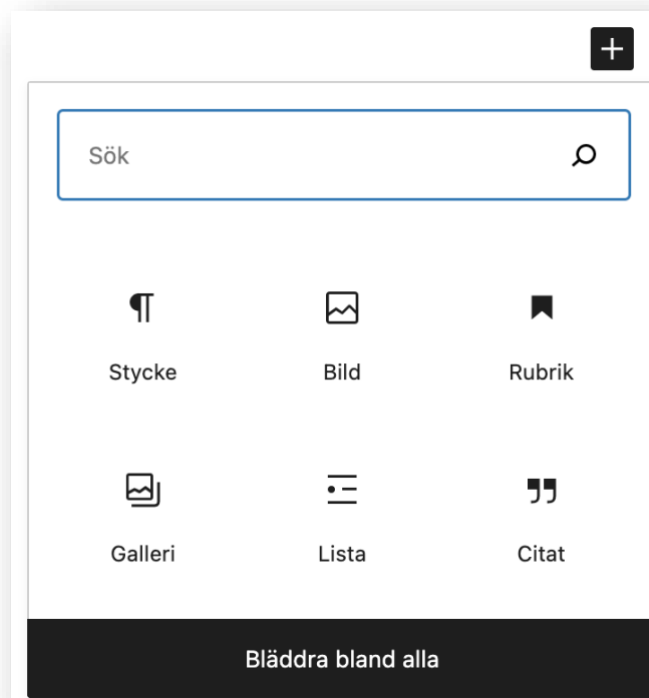 Sök
Stycke Bild Rubrik
Galleri Lista Citat
Bläddra bland alla